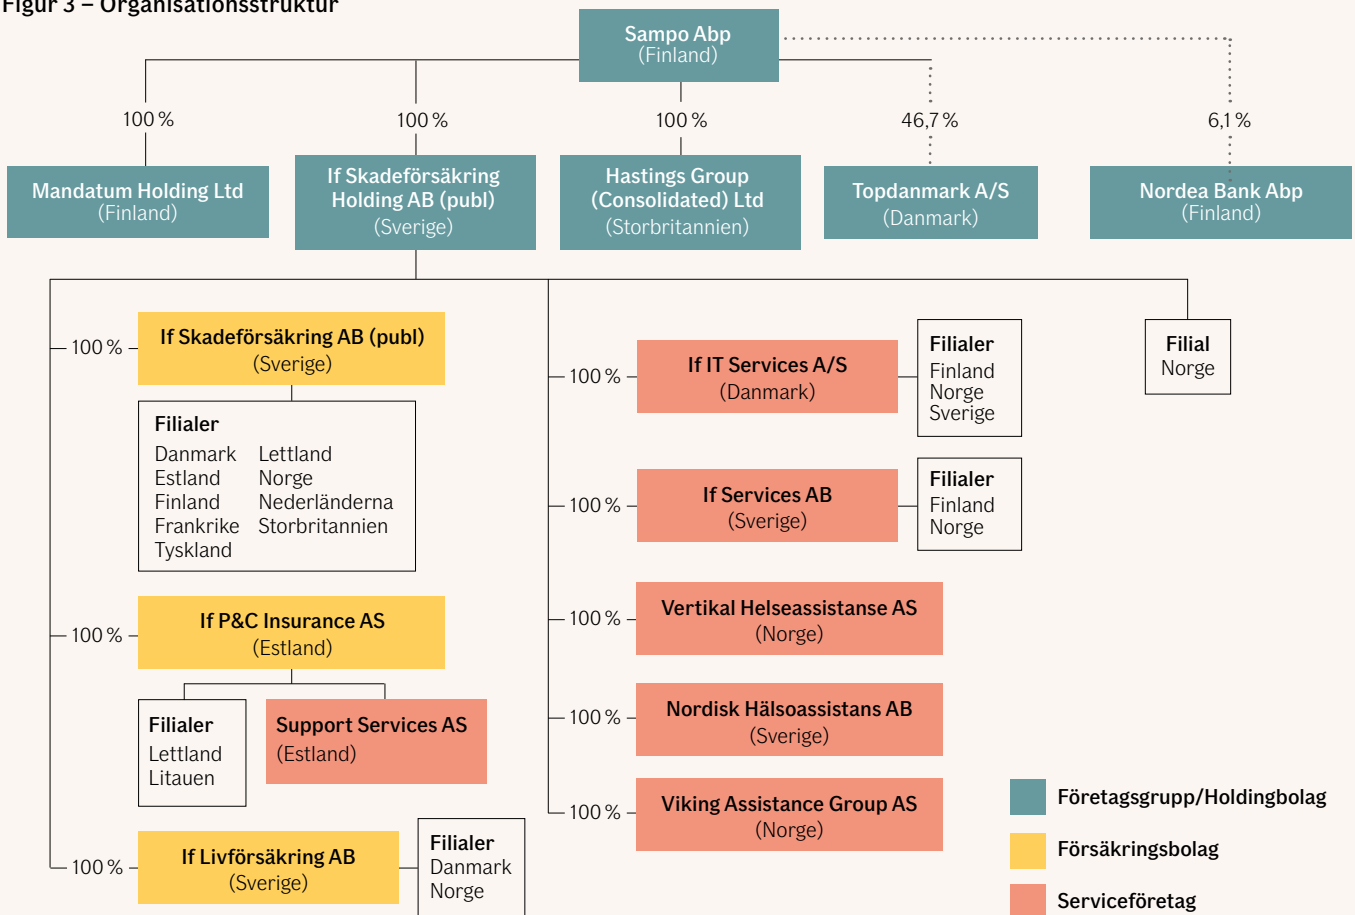 Figur 3 – Organisationsstruktur
Sampo Abp
(Finland)
100 %
100 %
100 %
46,7 %
6,1 %
Mandatum Holding Ltd
(Finland)
If Skadeförsäkring
Holding AB (publ)
(Sverige)
Hastings Group
(Consolidated) Ltd
(Storbritannien)
Topdanmark A/S
(Danmark)
Nordea Bank Abp
(Finland)
100 %
If Skadeförsäkring AB (publ)
(Sverige)
Filialer
Danmark
Estland
Finland
Frankrike
Tyskland
Lettland
Norge
Nederländerna
Storbritannien
100 %
If P&C Insurance AS
(Estland)
Filialer
Lettland
Litauen
Support Services AS
(Estland)
100 %
If Livförsäkring AB
(Sverige)
Filialer
Danmark
Norge
100 %
If IT Services A/S
(Danmark)
Filialer
Finland
Norge
Sverige
100 %
If Services AB
(Sverige)
Filialer
Finland
Norge
100 %
Vertikal Helseassistanse AS
(Norge)
100 %
Nordisk Hälsoassistans AB
(Sverige)
100 %
Viking Assistance Group AS
(Norge)
Filial
Norge
Företagsgrupp/Holdingbolag
Försäkringsbolag
Serviceföretag